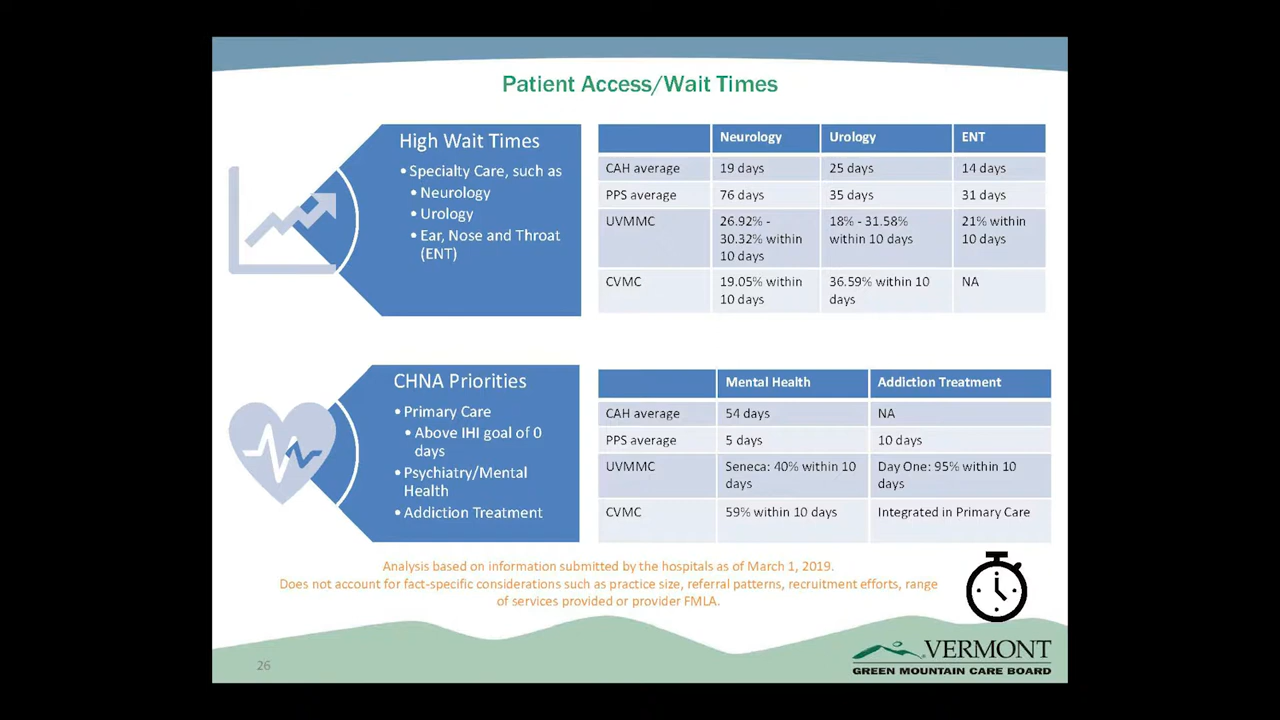 Patient Access/Wait Times
High Wait Times
•Specialty Care, such as
•Neurology
•Urology
•Ear, Nose and Throat
(ENT)
Neurology Urology ENT
CAH average 19 days 25 days 14 days
PPS average 76 days 35 days 31 days
UVMMC 26.92% - 18% - 31.58% 21% within
30.32% within within 10 days 10 days
10 days
CVMC 19.05% within 36.59% within 10 NA
10 days days
CHNA Priorities
•Primary Care
•Above IHI goal of 0
days
•Psychiatry/Mental
Health
•Addiction Treatment
Mental Health Addiction Treatment
CAH average 54 days NA
PPS average 5 days 10 days
UVMMC Seneca: 40% within 10 Day One: 95% within 10
days days
CVMC 59% within 10 days Integrated in Primary Care
Analysis based on information submitted by the hospitals as of March 1, 2019.
Does not account for fact-specific considerations such as practice size, referral patterns, recruitment efforts, range
of services provided or provider FMLA.
26
VERMONT
GREEN MOUNTAIN CARE BOARD